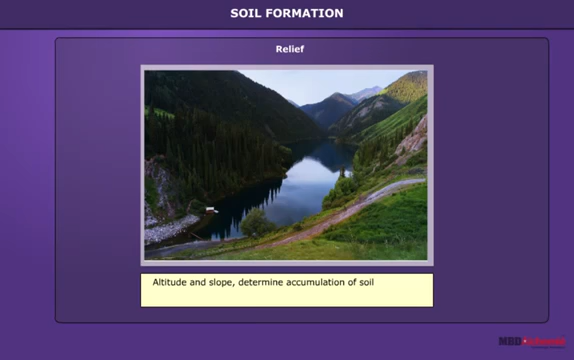 SOIL FORMATION
Relief
Altitude and slope, determine accumulation of soil
MBD